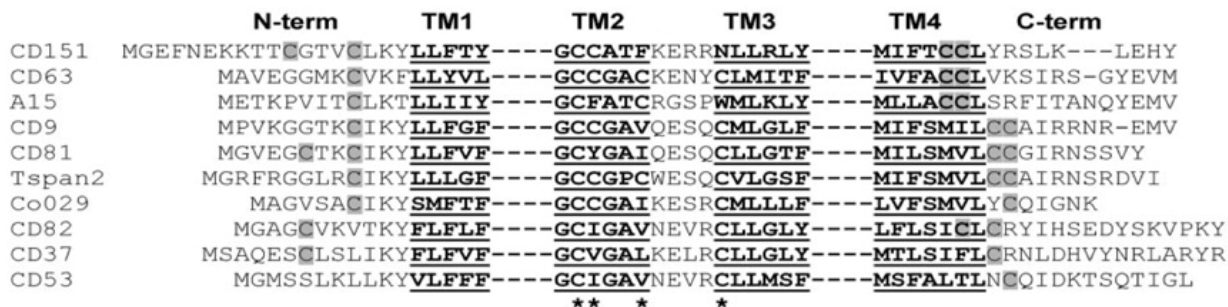 N-term TM1 TM2 TM3 TM4 C-term
CD151 MGEFNEKKTTCGTVCLKYLLFTY----GCCATFKERRNLLRLY----MIFTCCLYRSLK---LEHY
CD63 MAVEGGMKCVKFLLYVL----GCCGACKENYCLMITF----IVFACCLVKSIRS-GYEVM
A15 METKPVITCLKTLLIIY----GCFATCRGSPWMLKLY----MLLACCLSRFITANQYEMV
CD9 MPVKGGTKCIKYLLFGF----GCCGAVQESQCMLGLF----MIFSMILCCAIRRNR-EMV
CD81 MGVEGCTKCIKYLLFVF----GCYGAIQESQCLLGTF----MILSMVLCCGIRNSSVY
Tspan2 MGRFRGGLRCIKYLLLGF----GCCGPCWESQCVLGSF----MIFSMVLCCAIRNSRDVI
Co029 MAGVSACIKYSMFTF----GCCGAIKESRCMLLLF----LVFSMVLYCQIGNK
CD82 MGAGCVKVTKYFLFLF----GCIGAVNEVRCLLGLY----LFLSICLCRYIHSEDYSKVPKY
CD37 MSAQESCLSLIKYFLFVF----GCVGALKELRCLLGLY----MTLSIFLCRNLDHVYNRLARYR
CD53 MGMSSLKLLKYVLFFF----GCIGAVNEVRCLLMSF----MSFALTLNCQIDKTSQTIGL
** * *